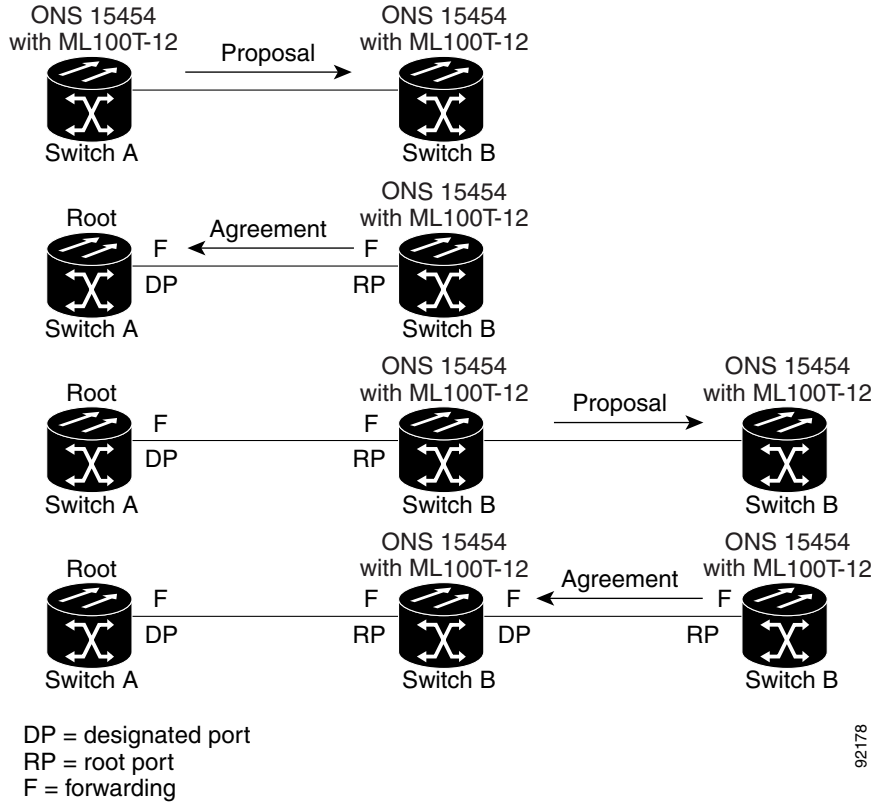 ONS 15454
with ML100T-12
ONS 15454
with ML100T-12
Proposal
Switch A
Switch B
ONS 15454
with ML100T-12
Root
Agreement
F
F
DP
RP
Switch A
Switch B
ONS 15454
with ML100T-12
ONS 15454
with ML100T-12
Root
Proposal
F
F
DP
RP
Switch A
Switch B
Switch B
ONS 15454
with ML100T-12
ONS 15454
with ML100T-12
Root
Agreement
F
F
F
F
DP
RP
DP
RP
Switch A
Switch B
Switch B
DP = designated port
RP = root port
F = forwarding
92178